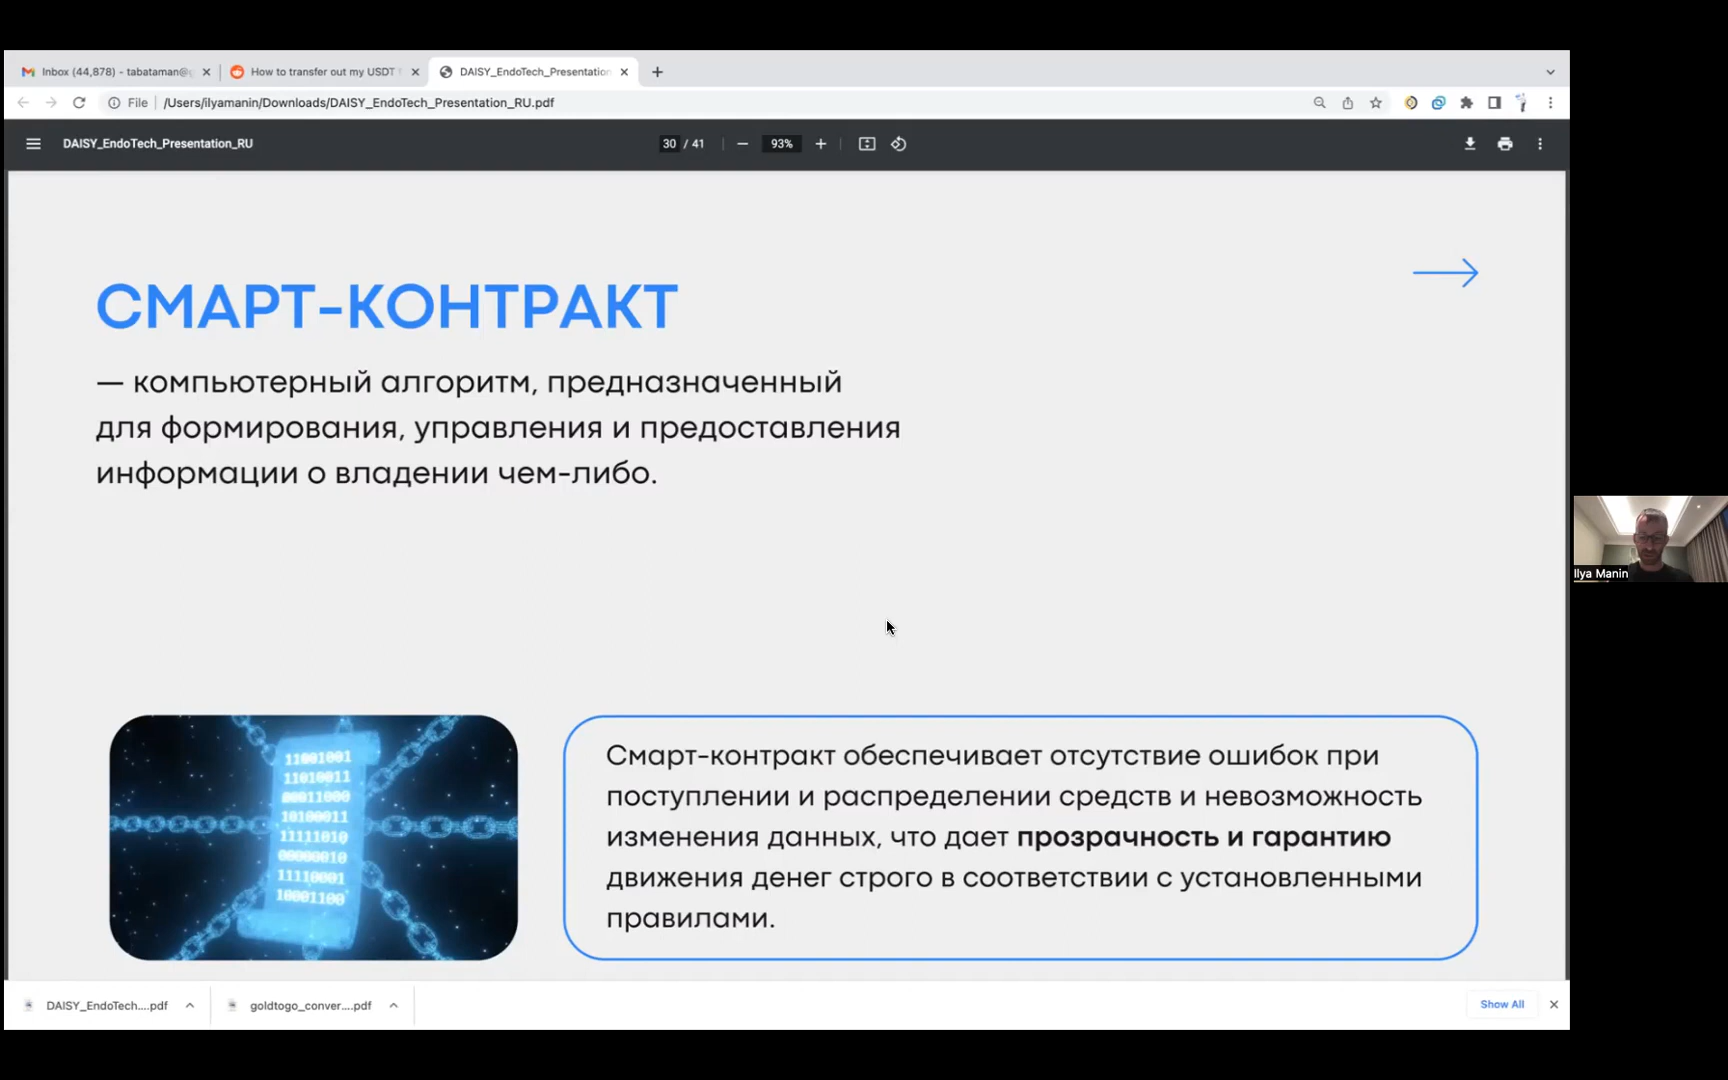 Inbox (44,878) - tabataman@g
How to transfer out my USDT
DAISY_EndoTech_Presentation
File
/Users/ilyamanin/Downloads/DAISY_EndoTech_Presentation_RU.pdf
DAISY_EndoTech_Presentation_RU
30 / 41
93%
СМАРТ-КОНТРАКТ
— компьютерный алгоритм, предназначенный
для формирования, управления и предоставления
информации о владении чем-либо.
Ilya Manin
11001001
11010011
00011000
10100011
11111010
00000010
11110001
10001100
Смарт-контракт обеспечивает отсутствие ошибок при
поступлении и распределении средств и невозможность
изменения данных, что дает прозрачность и гарантию
движения денег строго в соответствии с установленными
правилами.
DAISY_EndoTech....pdf
goldtogo_conver....pdf
Show All